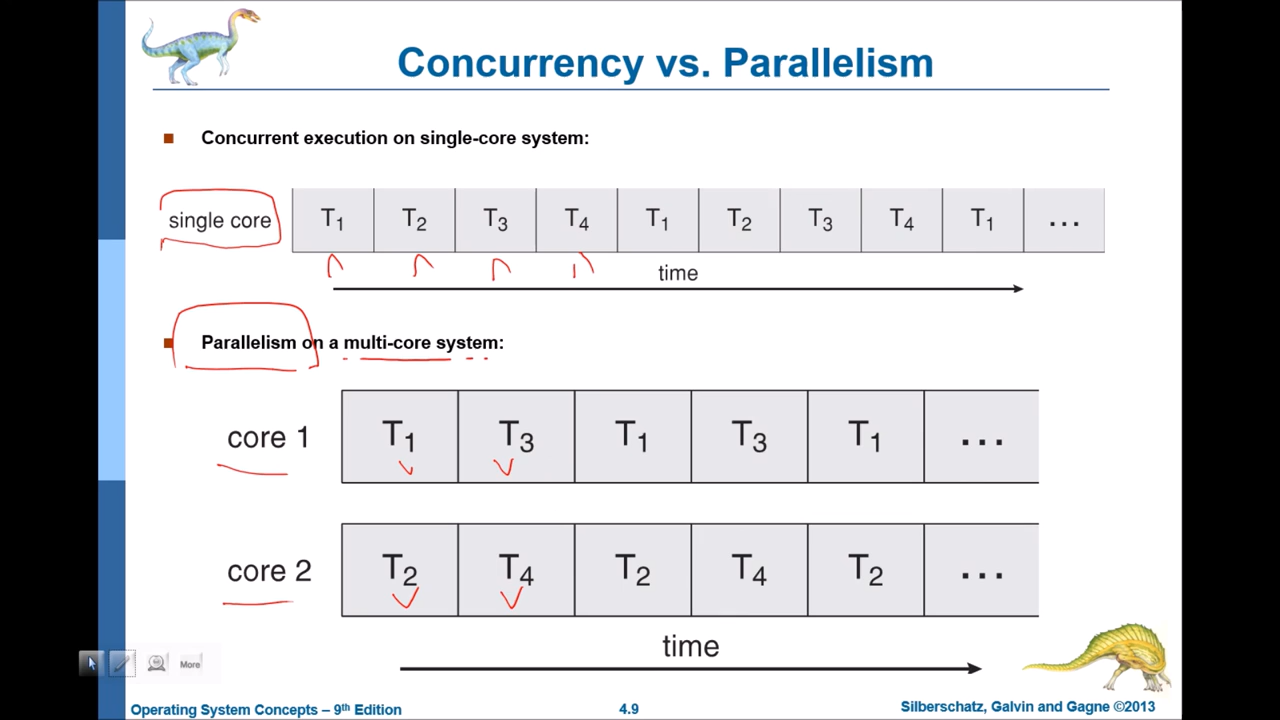 Concurrency vs. Parallelism
Concurrent execution on single-core system:
single core T₁ T₂ T₃ T₄ T₁ T₂ T₃ T₄ T₁ ...
time
Parallelism on a multi-core system:
core 1 T₁ T₃ T₁ T₃ T₁ ...
core 2 T₂ T₄ T₂ T₄ T₂ ...
time
More
Operating System Concepts – 9th Edition 4.9 Silberschatz, Galvin and Gagne ©2013